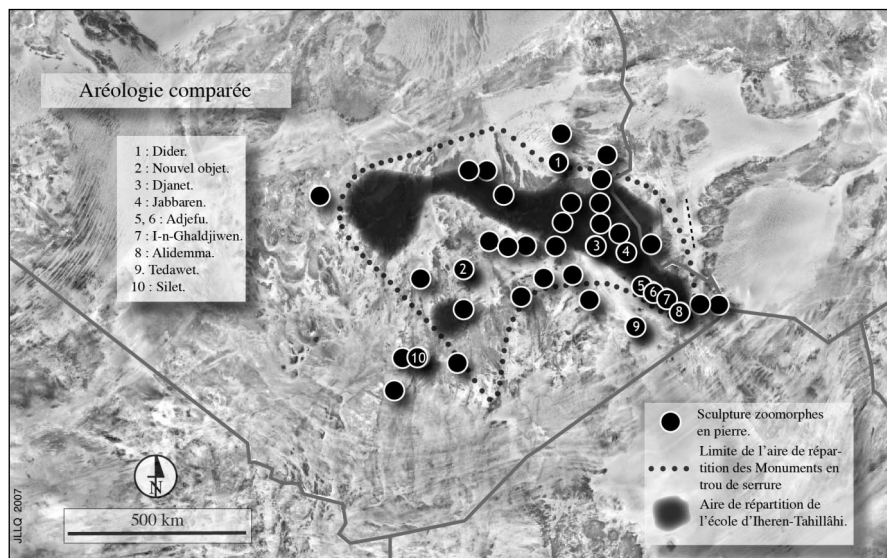 Aréologie comparée
1 : Dider.
2 : Nouvel objet.
3 : Djanet.
4 : Jabbaren.
5, 6 : Adjefu.
7 : I-n-Ghaldjiwen.
8 : Alidemma.
9. Tedawet.
10 : Silet.
1
2
3
4
5
6
7
8
9
10
Sculpture zoomorphes
en pierre.
Limite de l'aire de répar-
tition des Monuments en
trou de serrure
Aire de répartition de
l'école d'Iheren-Tahillâhi.
N
500 km
JLLQ 2007